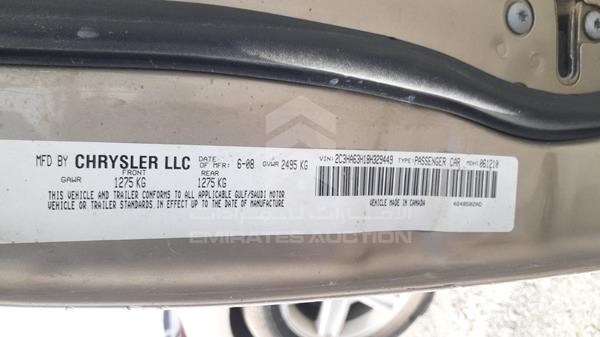 MFD BY CHRYSLER LLC DATE OF MFR: 6-08 GVWR 2495 KG VIN: 2C3HA63H18H329449 TYPE: PASSENGER CAR MDH: 061210
GAWR FRONT 1275 KG REAR 1275 KG
THIS VEHICLE AND TRAILER CONFORMS TO ALL APPLICABLE GULF/SAUDI MOTOR
VEHICLE OR TRAILER STANDARDS IN EFFECT UP TO THE DATE OF MANUFACTURE
VEHICLE MADE IN CANADA
الإمارات للمزادات
EMIRATES AUCTION